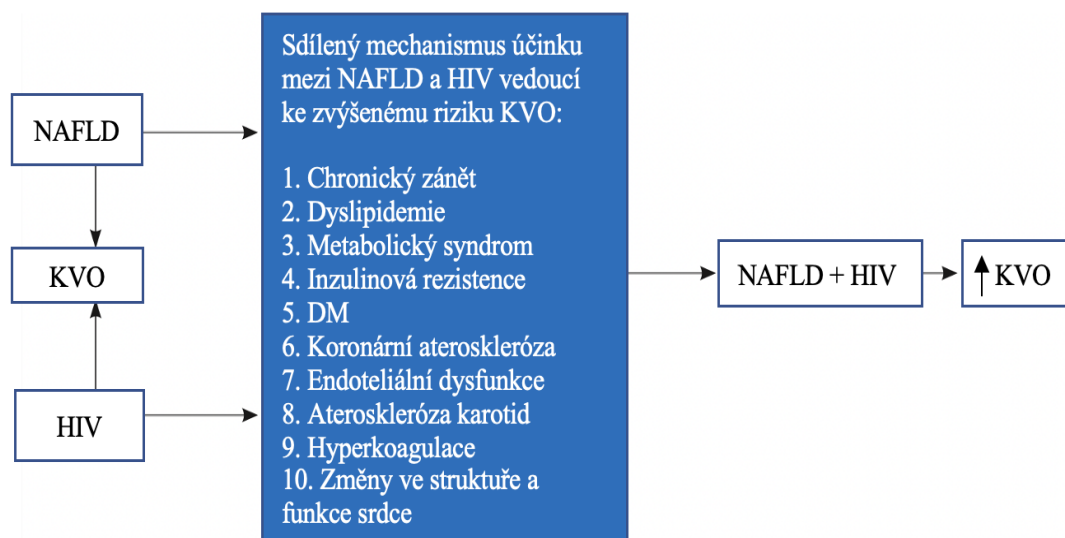 NAFLD
KVO
HIV
Sdílený mechanismus účinku
mezi NAFLD a HIV vedoucí
ke zvýšenému riziku KVO:
1. Chronický zánět
2. Dyslipidemie
3. Metabolický syndrom
4. Inzulinová rezistence
5. DM
6. Koronární ateroskleróza
7. Endoteliální dysfunkce
8. Ateroskleróza karotid
9. Hyperkoagulace
10. Změny ve struktuře a
funkce srdce
NAFLD + HIV
↑ KVO